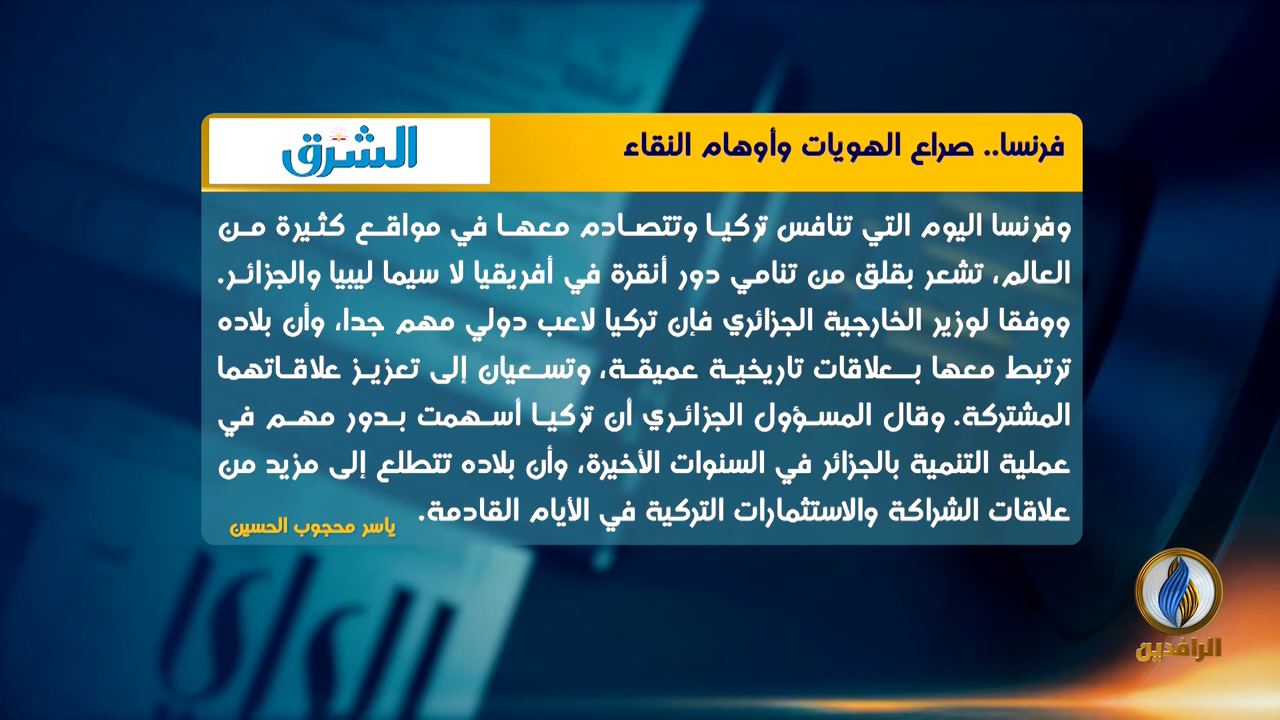 فرنسا.. صراع الهويات وأوهام النقاء
الشرق
وفرنسا اليوم التي تنافس تركيا وتتصادم معها في مواقع كثيرة من
العالم، تشعر بقلق من تنامي دور أنقرة في أفريقيا لا سيما ليبيا والجزائر.
ووفقا لوزير الخارجية الجزائري فإن تركيا لاعب دولي مهم جدا، وأن بلاده
ترتبط معها بعلاقات تاريخية عميقة، وتسعيان إلى تعزيز علاقاتهما
المشتركة. وقال المسؤول الجزائري أن تركيا أسهمت بدور مهم في
عملية التنمية بالجزائر في السنوات الأخيرة، وأن بلاده تتطلع إلى مزيد من
علاقات الشراكة والاستثمارات التركية في الأيام القادمة.
ياسر محجوب الحسين
الرافدين